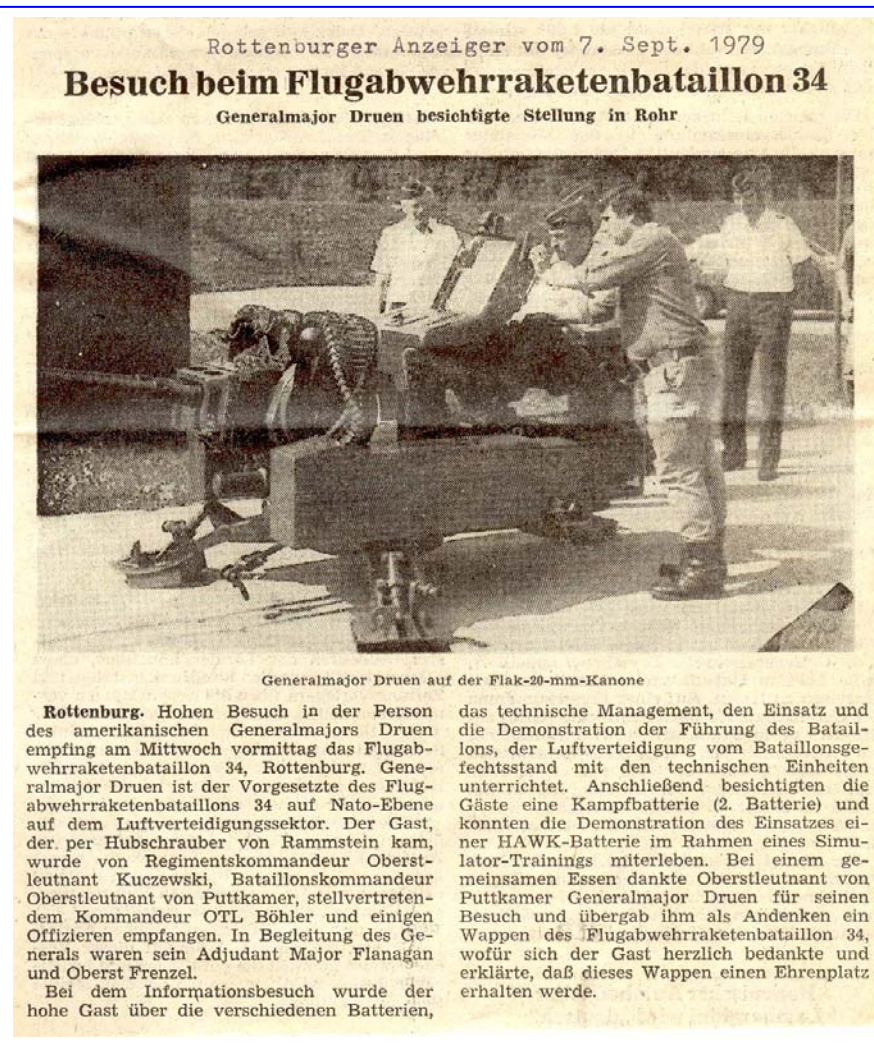 Rottenburger Anzeiger vom 7. Sept. 1979
Besuch beim Flugabwehrraketenbataillon 34
Generalmajor Druen besichtigte Stellung in Rohr
Generalmajor Druen auf der Flak-20-mm-Kanone
Rottenburg. Hohen Besuch in der Person
des amerikanischen Generalmajors Druen
empfing am Mittwoch vormittag das Flugab-
wehrraketenbataillon 34, Rottenburg. Gene-
ralmajor Druen ist der Vorgesetzte des Flug-
abwehrraketenbataillons 34 auf Nato-Ebene
auf dem Luftverteidigungssektor. Der Gast,
der per Hubschrauber von Rammstein kam,
wurde von Regimentskommandeur Oberst-
leutnant Kuczewski, Bataillonskommandeur
Oberstleutnant von Puttkamer, stellvertreten-
dem Kommandeur OTL Böhler und einigen
Offizieren empfangen. In Begleitung des Ge-
nerals waren sein Adjudant Major Flanagan
und Oberst Frenzel.
Bei dem Informationsbesuch wurde der
hohe Gast über die verschiedenen Batterien,
das technische Management, den Einsatz und
die Demonstration der Führung des Batail-
lons, der Luftverteidigung vom Bataillonsge-
fechtsstand mit den technischen Einheiten
unterrichtet. Anschließend besichtigten die
Gäste eine Kampfbatterie (2. Batterie) und
konnten die Demonstration des Einsatzes ei-
ner HAWK-Batterie im Rahmen eines Simu-
lator-Trainings miterleben. Bei einem ge-
meinsamen Essen dankte Oberstleutnant von
Puttkamer Generalmajor Druen für seinen
Besuch und übergab ihm als Andenken ein
Wappen des Flugabwehrraketenbataillon 34,
wofür sich der Gast herzlich bedankte und
erklärte, daß dieses Wappen einen Ehrenplatz
erhalten werde.